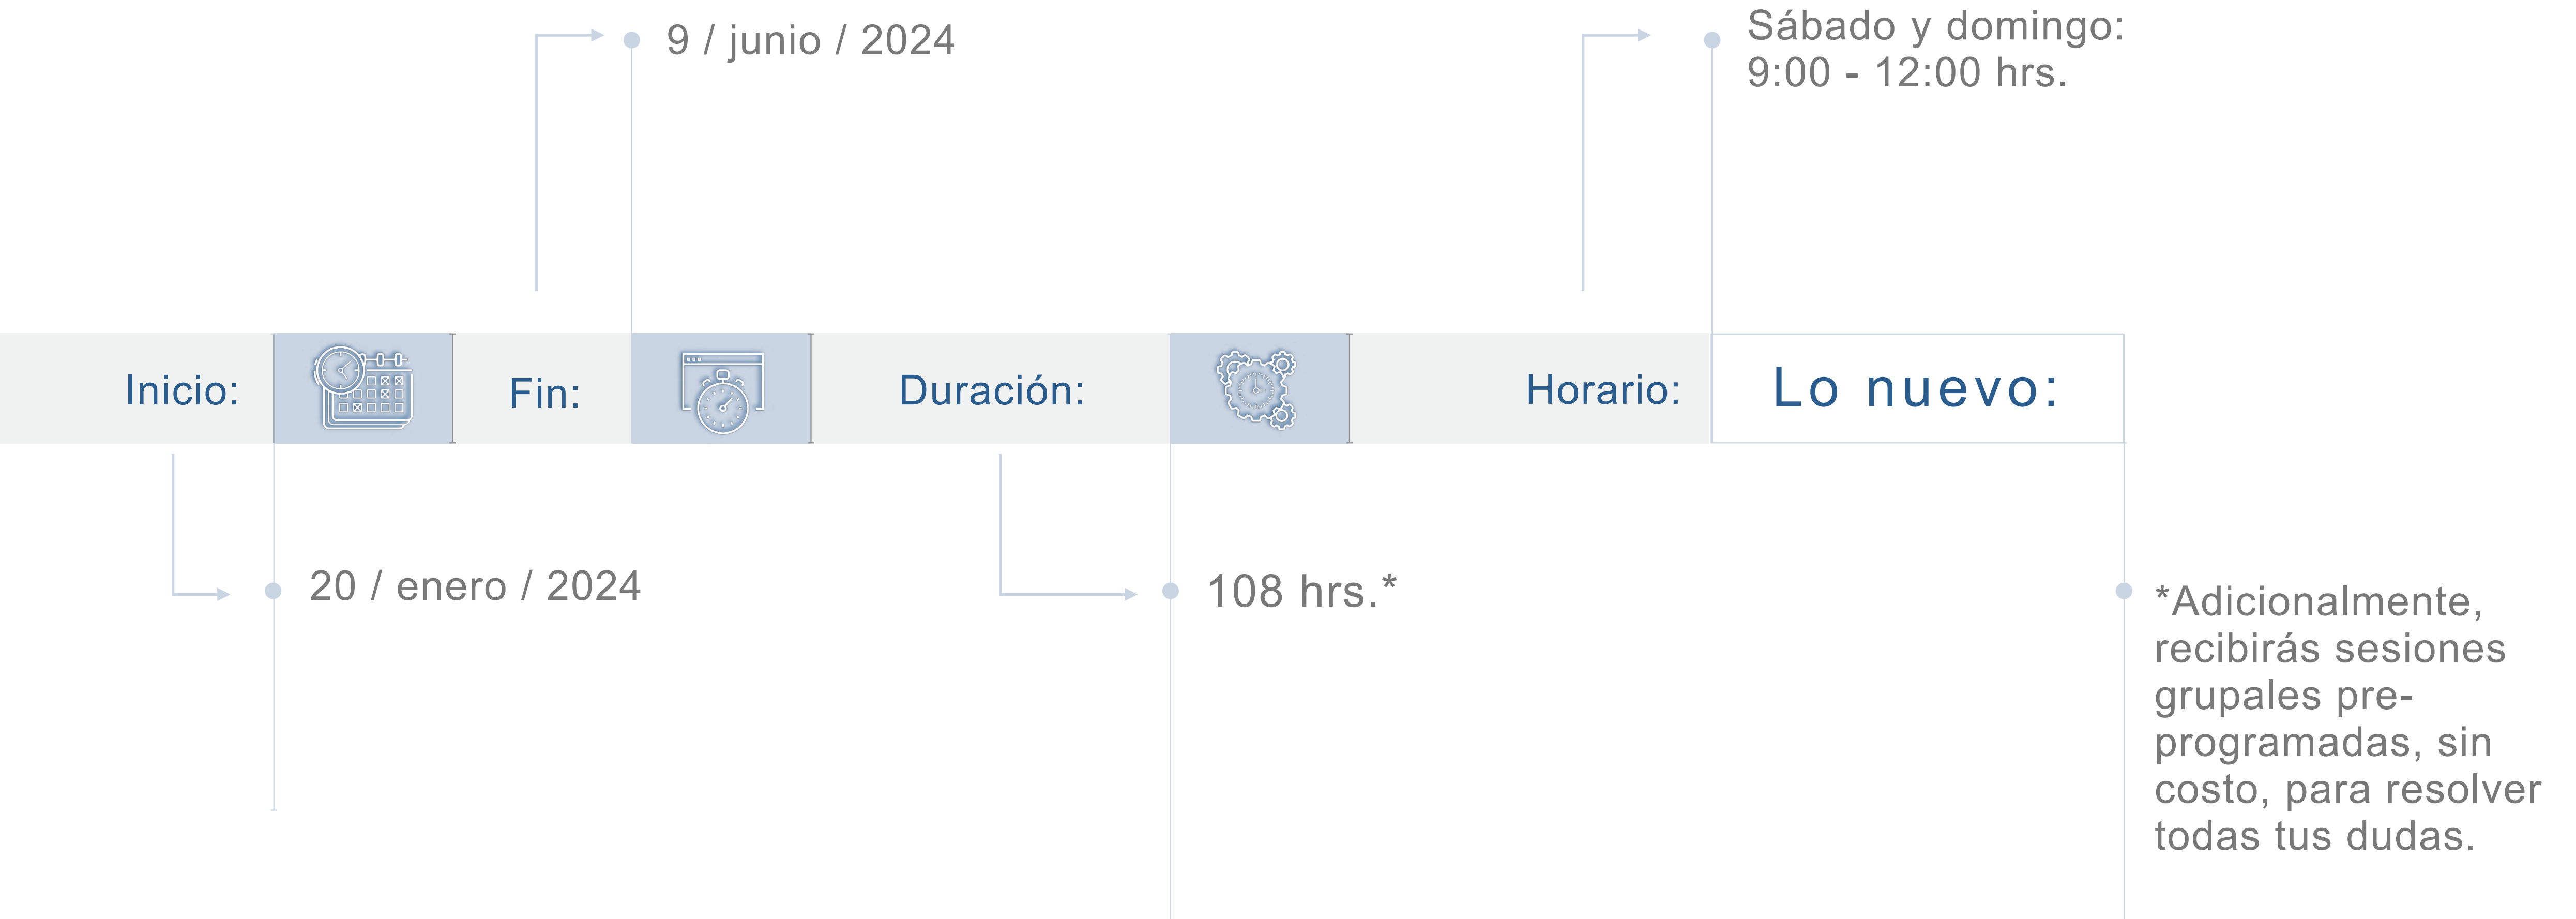 9 / junio / 2024
Sábado y domingo:
9:00 - 12:00 hrs.
Inicio:
Fin:
Duración:
Horario:
Lo nuevo:
20 / enero / 2024
108 hrs.*
*Adicionalmente,
recibirás sesiones
grupales pre-
programadas, sin
costo, para resolver
todas tus dudas.